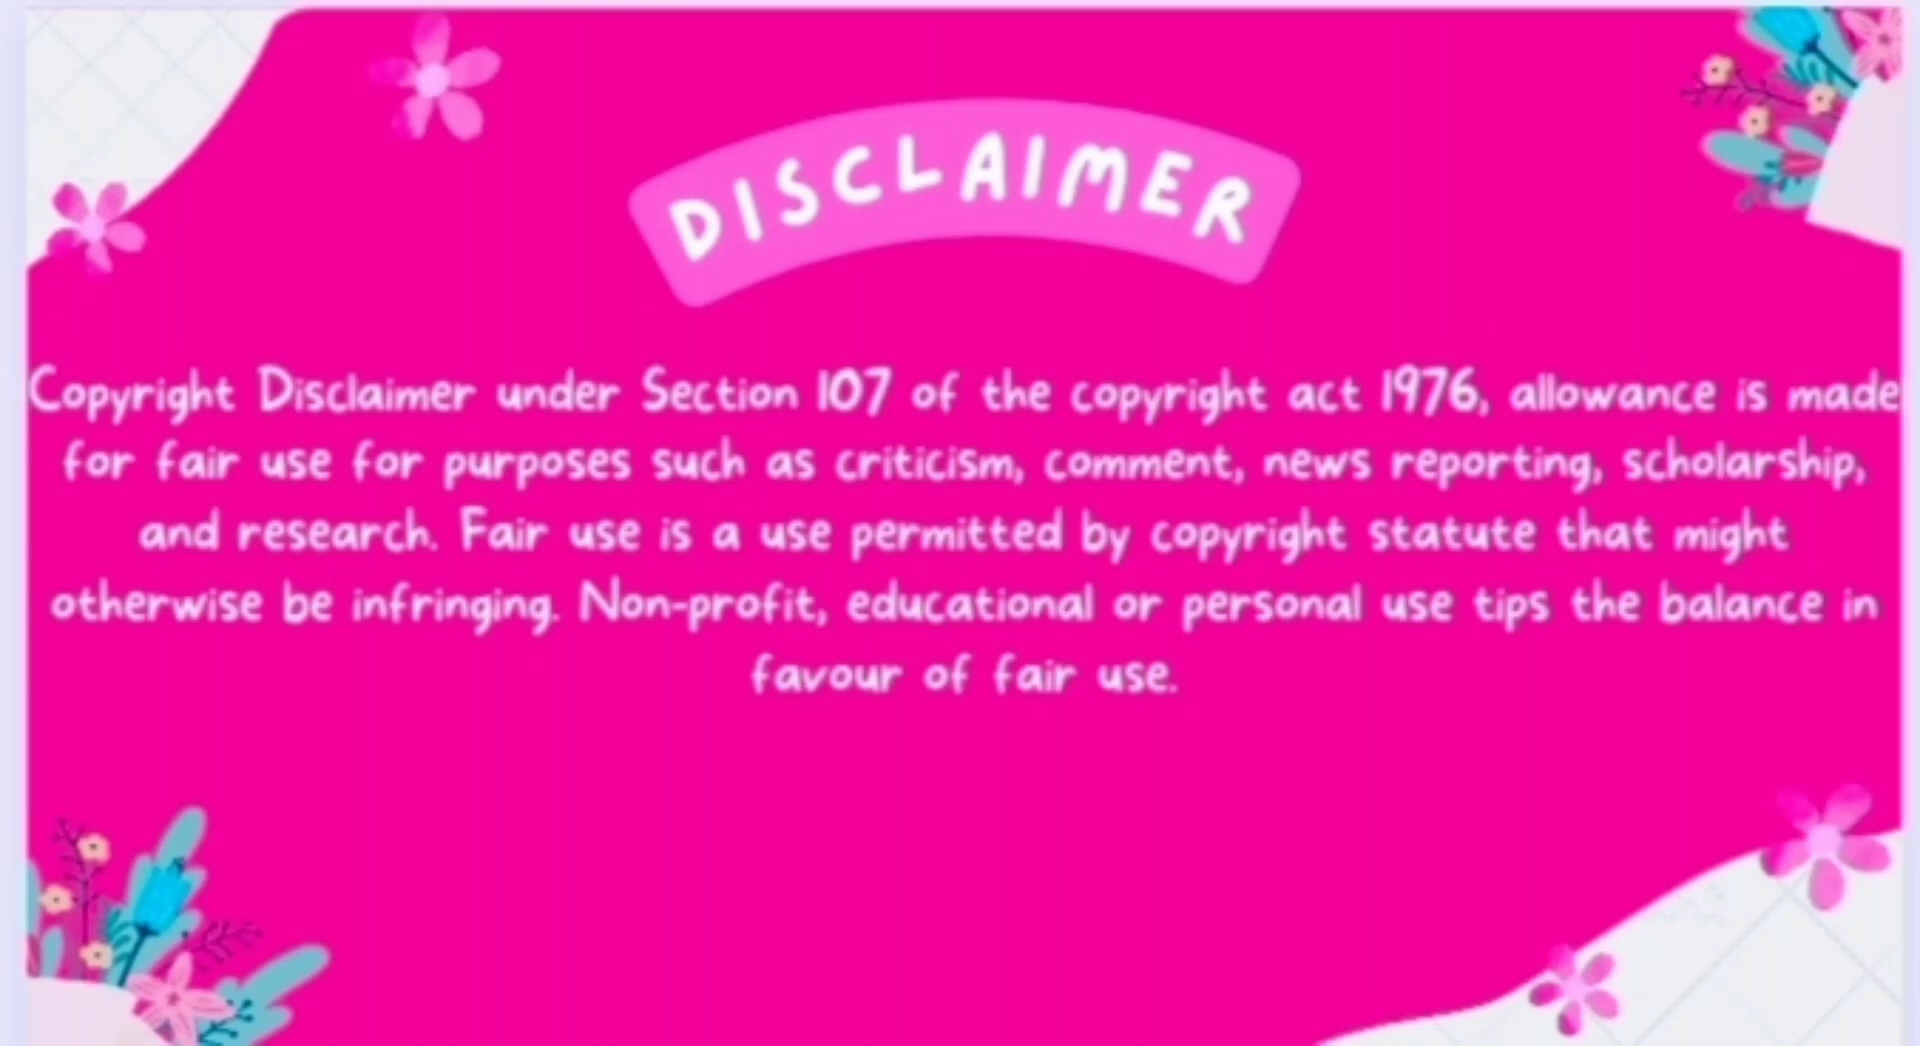 DISCLAIMER
Copyright Disclaimer under Section 107 of the copyright act 1976, allowance is made
for fair use for purposes such as criticism, comment, news reporting, scholarship,
and research. Fair use is a use permitted by copyright statute that might
otherwise be infringing. Non-profit, educational or personal use tips the balance in
favour of fair use.